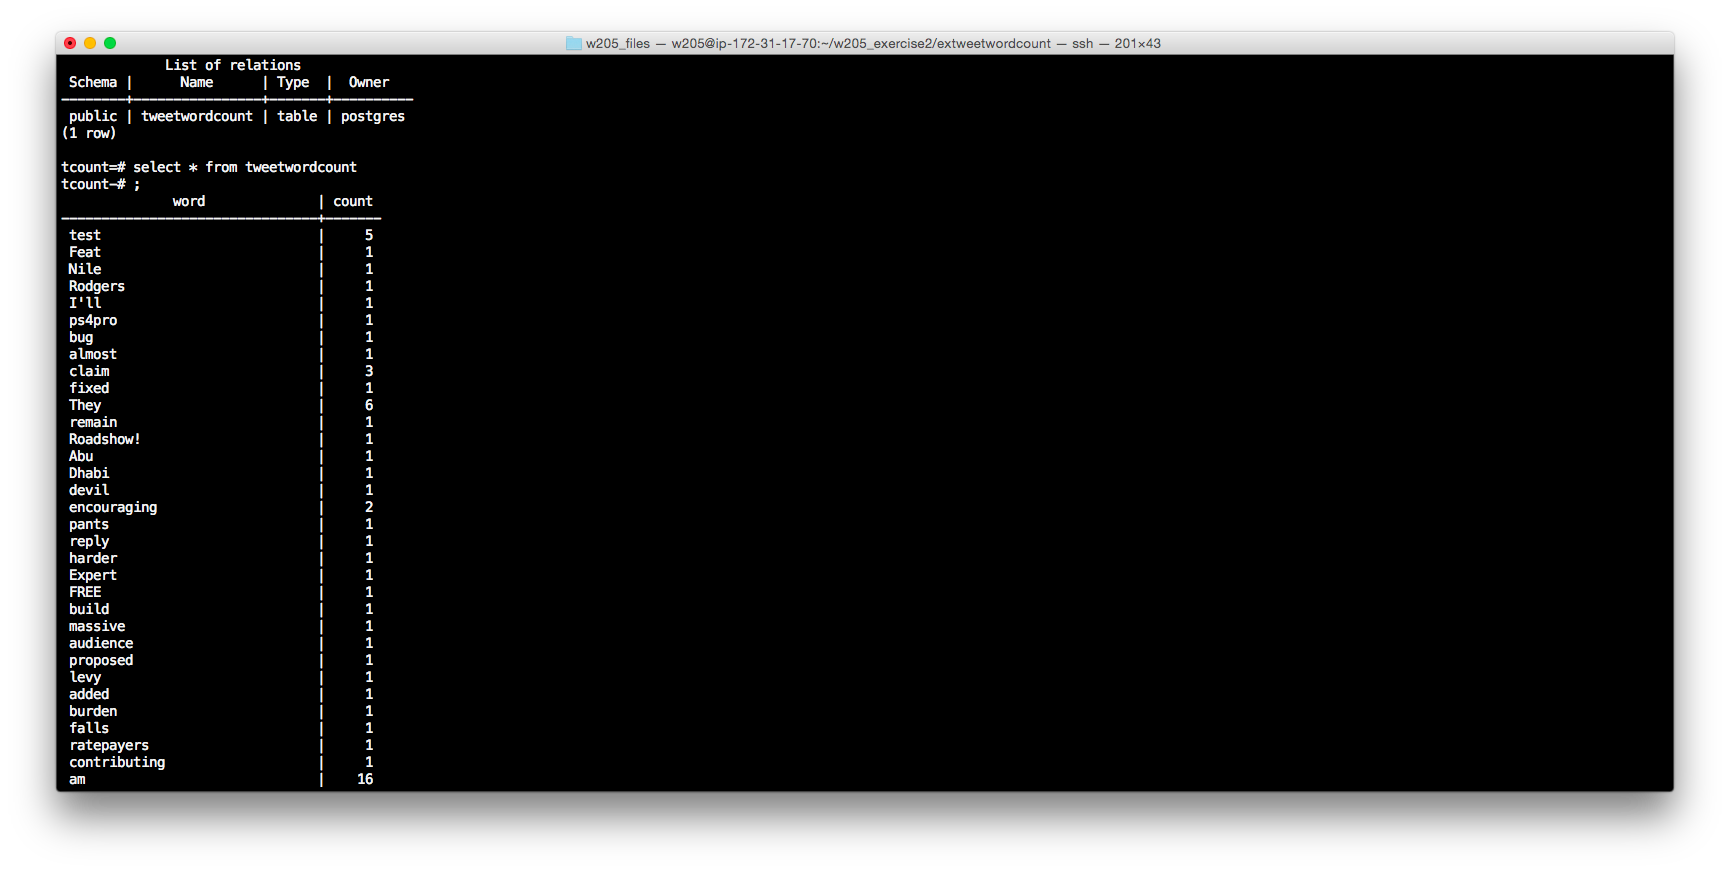 w205_files — w205@ip-172-31-17-70:~/w205_exercise2/extweetwordcount — ssh — 201×43
             List of relations
 Schema |      Name      | Type  |  Owner
--------+----------------+-------+----------
 public | tweetwordcount | table | postgres
(1 row)

tcount=# select * from tweetwordcount
tcount-# ;
              word              | count
--------------------------------+-------
 test                           |     5
 Feat                           |     1
 Nile                           |     1
 Rodgers                        |     1
 I'll                           |     1
 ps4pro                         |     1
 bug                            |     1
 almost                         |     1
 claim                          |     3
 fixed                          |     1
 They                           |     6
 remain                         |     1
 Roadshow!                      |     1
 Abu                            |     1
 Dhabi                          |     1
 devil                          |     1
 encouraging                    |     2
 pants                          |     1
 reply                          |     1
 harder                         |     1
 Expert                         |     1
 FREE                           |     1
 build                          |     1
 massive                        |     1
 audience                       |     1
 proposed                       |     1
 levy                           |     1
 added                          |     1
 burden                         |     1
 falls                          |     1
 ratepayers                     |     1
 contributing                   |     1
 am                             |    16